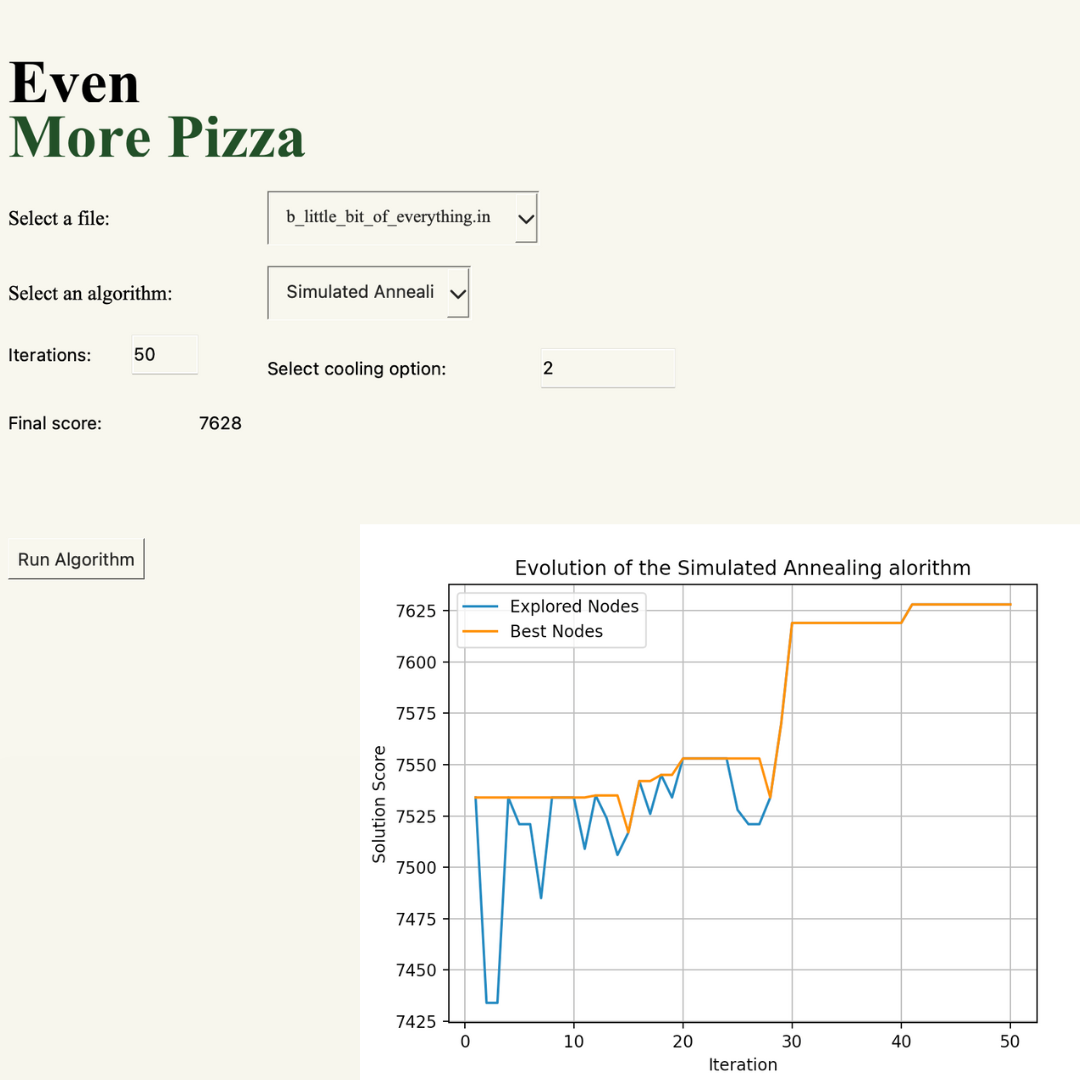 Even
More Pizza
Select a file:
b_little_bit_of_everything.in
Select an algorithm:
Simulated Anneali
Iterations:
50
Select cooling option:
2
Final score:
7628
Run Algorithm
Evolution of the Simulated Annealing alorithm
Explored Nodes
Best Nodes
Solution Score
7625
7600
7575
7550
7525
7500
7475
7450
7425
0 10 20 30 40 50
Iteration